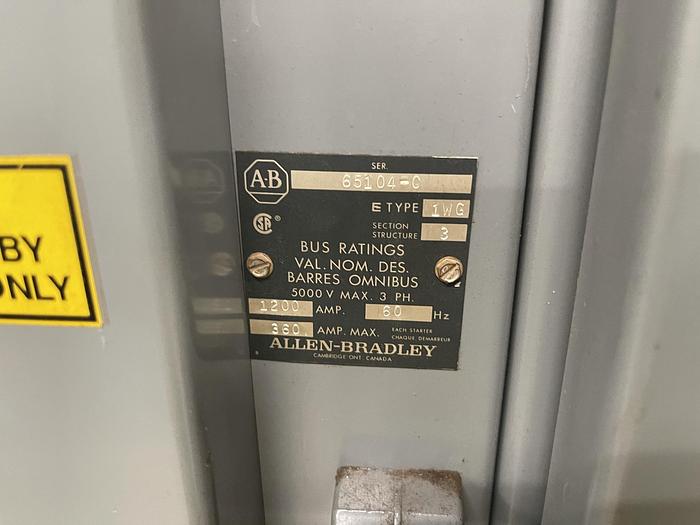 BY
ONLY
A-B
SER.
65104-C
E TYPE 1WG
SECTION
STRUCTURE 3
BUS RATINGS
VAL. NOM. DES.
BARRES OMNIBUS
5000 V MAX. 3 PH.
1200 AMP. 60 Hz
360 AMP. MAX. EACH STARTER
CHAQUE DEMARREUR
ALLEN-BRADLEY
CAMBRIDGE ONT. CANADA